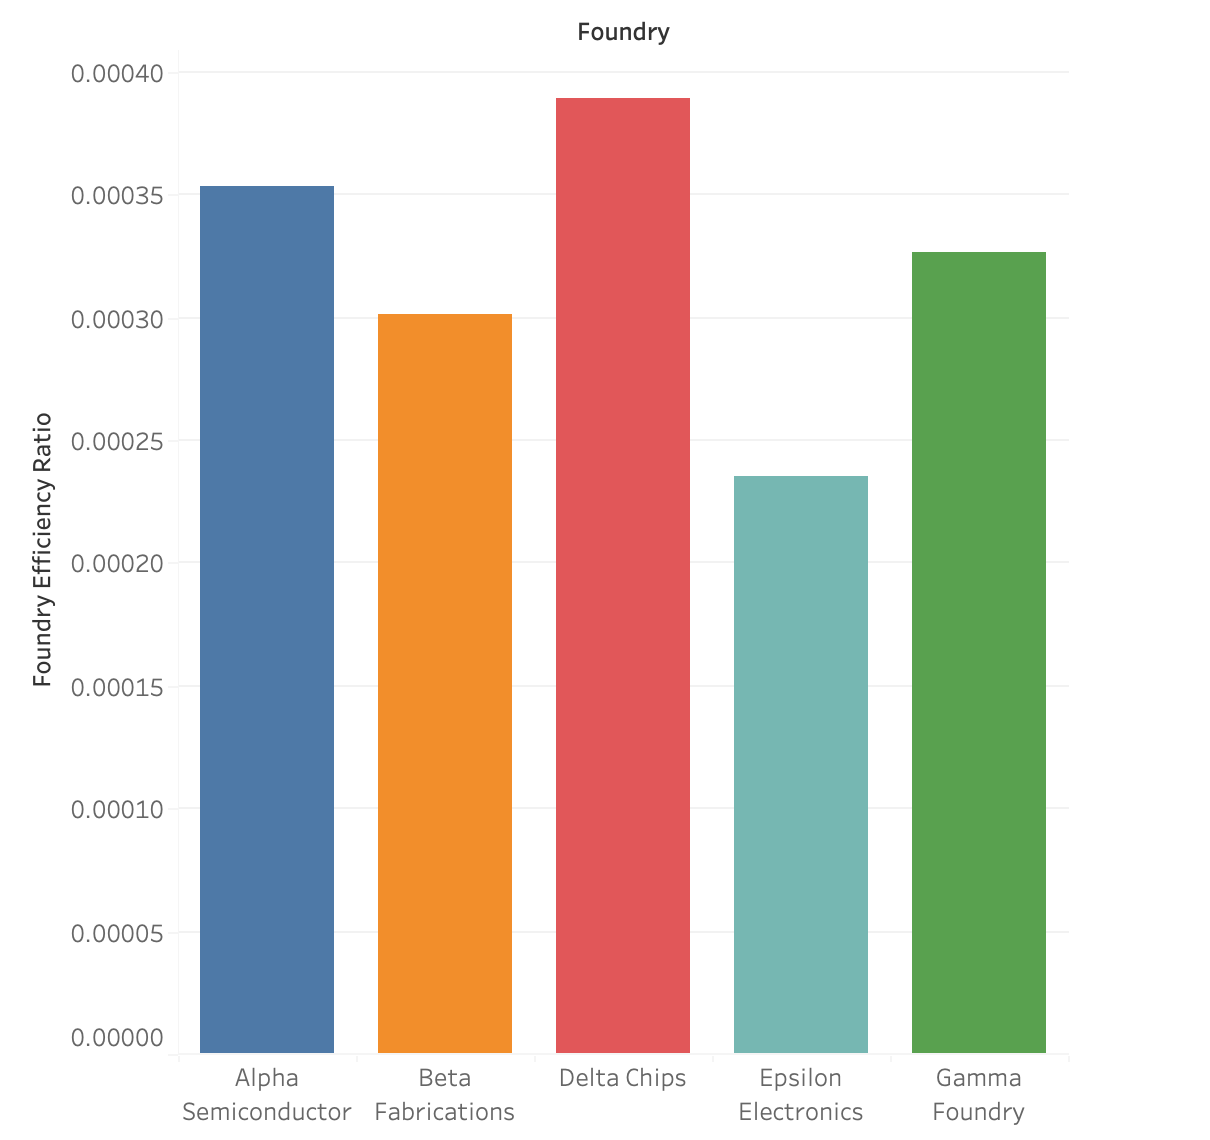 Foundry
0.00040
0.00035
0.00030
0.00025
0.00020
0.00015
0.00010
0.00005
0.00000
Foundry Efficiency Ratio
Alpha
Semiconductor
Beta
Fabrications
Delta Chips
Epsilon
Electronics
Gamma
Foundry